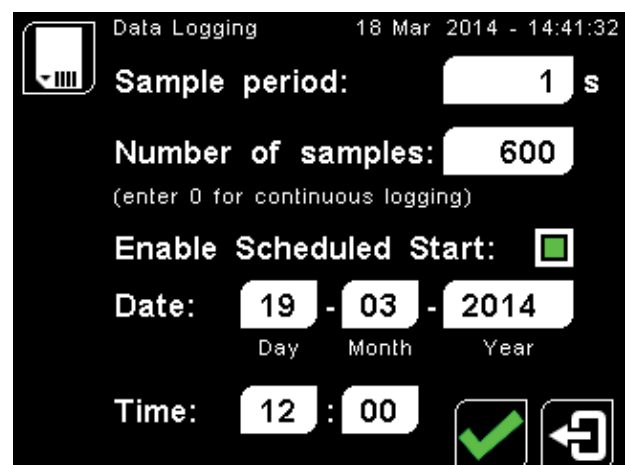 Data Logging 18 Mar 2014 - 14:41:32
Sample period: 1 s
Number of samples: 600
(enter 0 for continuous logging)
Enable Scheduled Start:
Date: 19 - 03 - 2014
Day Month Year
Time: 12 : 00